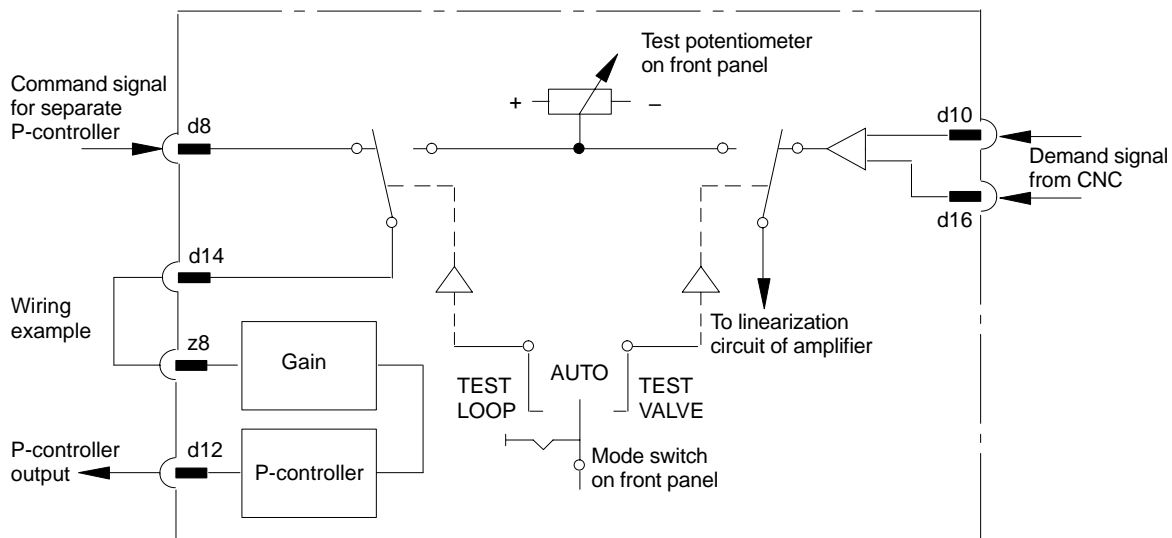 Test potentiometer
on front panel
+
–
Command signal
for separate
P-controller
d8
d10
Demand signal
from CNC
d16
d14
Wiring
example
z8
Gain
To linearization
circuit of amplifier
AUTO
TEST
LOOP
TEST
VALVE
P-controller
output
d12
P-controller
Mode switch
on front panel